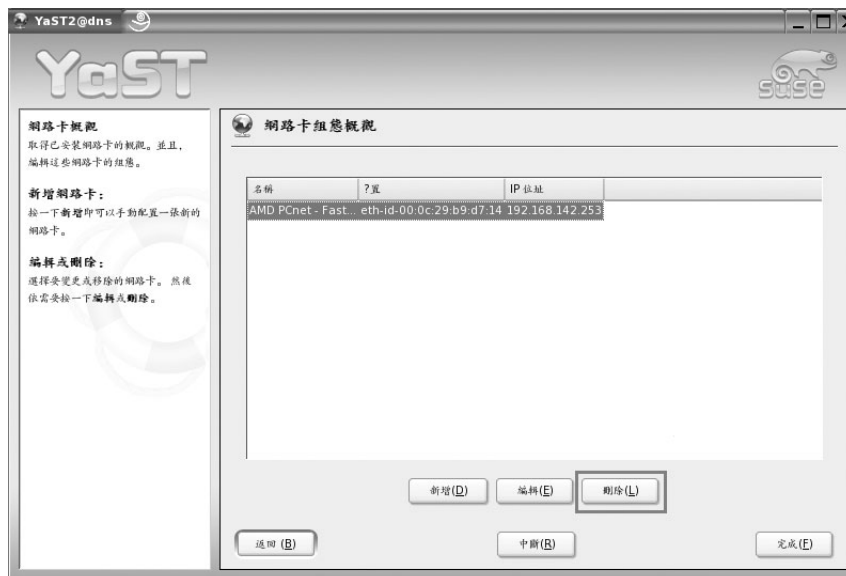 YaST2@dns
YaST
SUSE
網路卡概觀
取得已安裝網路卡的概觀。並且,
編輯這些網路卡的組態。
新增網路卡:
按一下新增即可以手動配置一張新的
網路卡。
編輯或刪除:
選擇要變更或移除的網路卡。 然後
依需要按一下編輯或刪除。
網路卡組態概觀
名稱 ?置 IP 位址
AMD PCnet - Fast... eth-id-00:0c:29:b9:d7:14 192.168.142.253
新增(D) 編輯(E) 刪除(L)
返回 (B) 中斷(R) 完成(F)